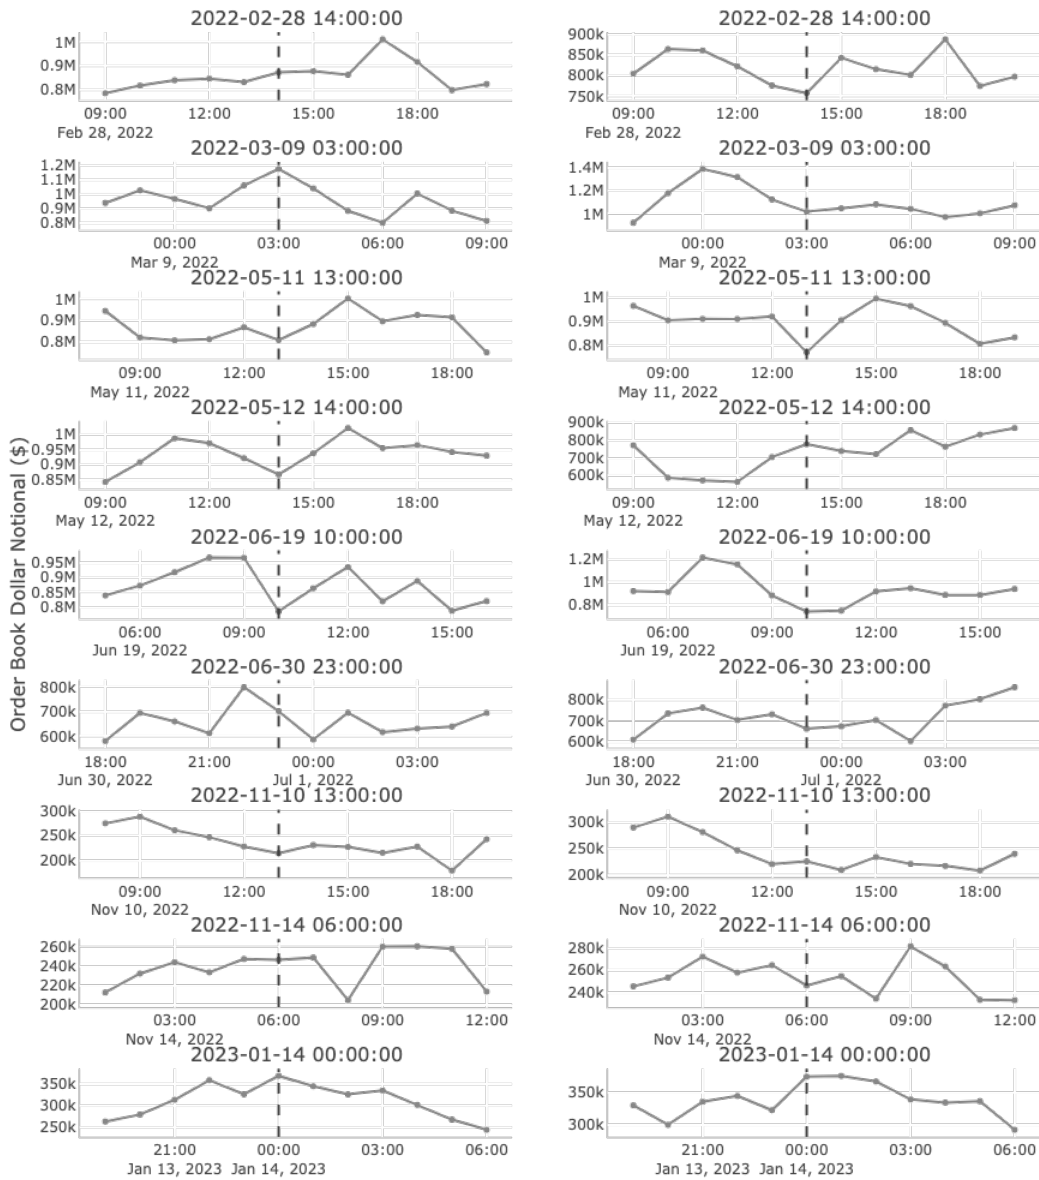 2022-02-28 14:00:00
1M
0.9M
0.8M
09:00 12:00 15:00 18:00
Feb 28, 2022
2022-02-28 14:00:00
900k
850k
800k
750k
09:00 12:00 15:00 18:00
Feb 28, 2022
2022-03-09 03:00:00
1.2M
1.1M
1M
0.9M
0.8M
00:00 03:00 06:00 09:00
Mar 9, 2022
2022-03-09 03:00:00
1.4M
1.2M
1M
00:00 03:00 06:00 09:00
Mar 9, 2022
2022-05-11 13:00:00
1M
0.9M
0.8M
09:00 12:00 15:00 18:00
May 11, 2022
2022-05-11 13:00:00
1M
0.9M
0.8M
09:00 12:00 15:00 18:00
May 11, 2022
Order Book Dollar Notional ($)
2022-05-12 14:00:00
1M
0.95M
0.9M
0.85M
09:00 12:00 15:00 18:00
May 12, 2022
2022-05-12 14:00:00
900k
800k
700k
600k
09:00 12:00 15:00 18:00
May 12, 2022
2022-06-19 10:00:00
0.95M
0.9M
0.85M
0.8M
06:00 09:00 12:00 15:00
Jun 19, 2022
2022-06-19 10:00:00
1.2M
1M
0.8M
06:00 09:00 12:00 15:00
Jun 19, 2022
2022-06-30 23:00:00
800k
700k
600k
18:00 21:00 00:00 03:00
Jun 30, 2022 Jul 1, 2022
2022-06-30 23:00:00
800k
700k
600k
18:00 21:00 00:00 03:00
Jun 30, 2022 Jul 1, 2022
2022-11-10 13:00:00
300k
250k
200k
09:00 12:00 15:00 18:00
Nov 10, 2022
2022-11-10 13:00:00
300k
250k
200k
09:00 12:00 15:00 18:00
Nov 10, 2022
2022-11-14 06:00:00
260k
240k
220k
200k
03:00 06:00 09:00 12:00
Nov 14, 2022
2022-11-14 06:00:00
280k
260k
240k
03:00 06:00 09:00 12:00
Nov 14, 2022
2023-01-14 00:00:00
350k
300k
250k
21:00 00:00 03:00 06:00
Jan 13, 2023 Jan 14, 2023
2023-01-14 00:00:00
350k
300k
21:00 00:00 03:00 06:00
Jan 13, 2023 Jan 14, 2023